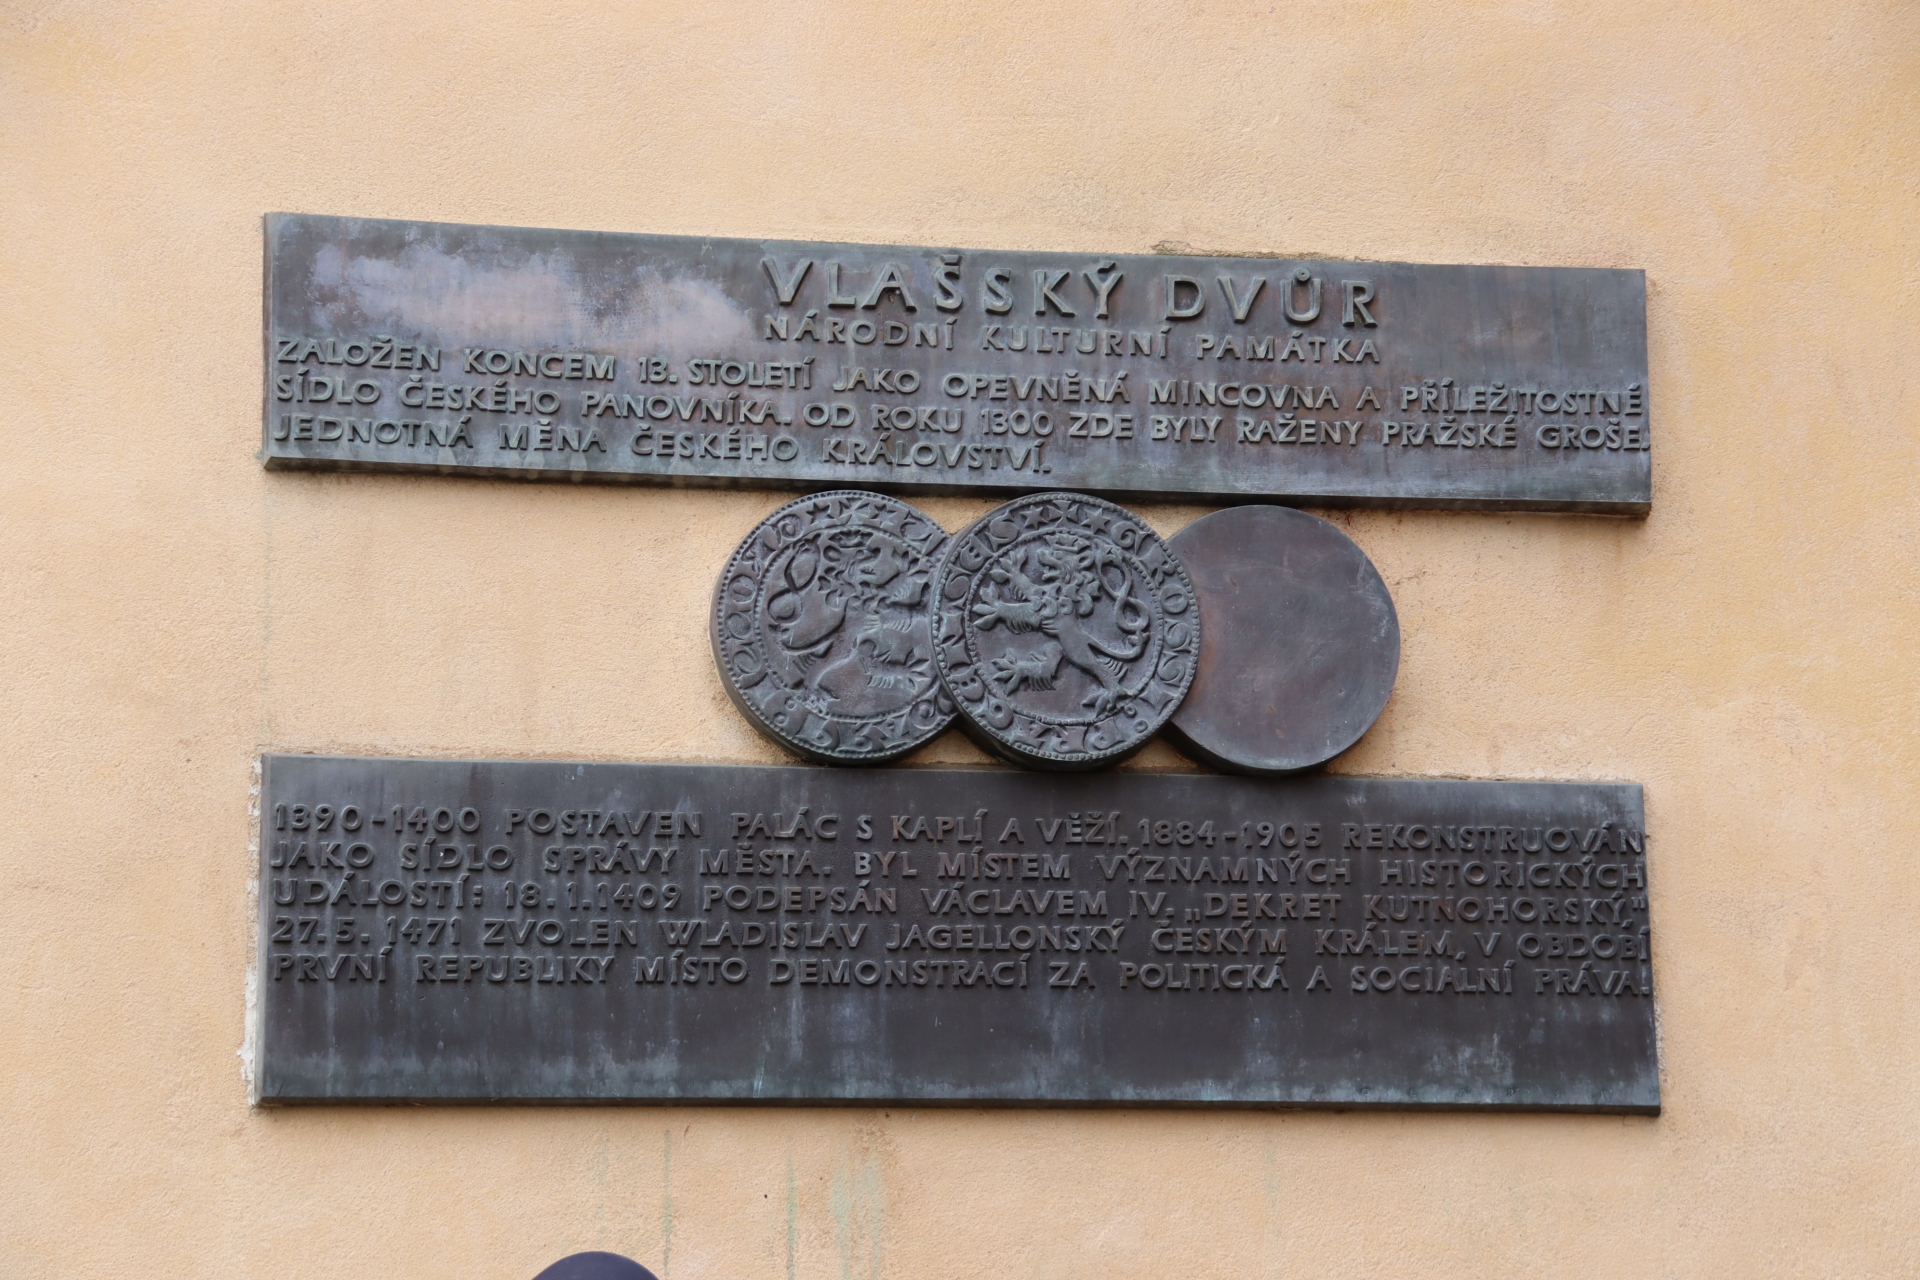 VLAŠSKÝ DVŮR
NÁRODNÍ KULTURNÍ PAMÁTKA
ZALOŽEN KONCEM 13. STOLETÍ JAKO OPEVNĚNÁ MINCOVNA A PŘÍLEŽITOSTNÉ
SÍDLO ČESKÉHO PANOVNÍKA. OD ROKU 1300 ZDE BYLY RAŽENY PRAŽSKÉ GROŠE,
JEDNOTNÁ MĚNA ČESKÉHO KRÁLOVSTVÍ.
GROSSI PRAGENSES
1390-1400 POSTAVEN PALÁC S KAPLÍ A VĚŽÍ. 1884-1905 REKONSTRUOVÁN
JAKO SÍDLO SPRÁVY MĚSTA. BYL MÍSTEM VÝZNAMNÝCH HISTORICKÝCH
UDÁLOSTÍ: 18.1.1409 PODEPSÁN VÁCLAVEM IV. „DEKRET KUTNOHORSKÝ,"
27.5. 1471 ZVOLEN WLADISLAV JAGELLONSKÝ ČESKÝM KRÁLEM, V OBDOBÍ
PRVNÍ REPUBLIKY MÍSTO DEMONSTRACÍ ZA POLITICKÁ A SOCIÁLNÍ PRÁVA.